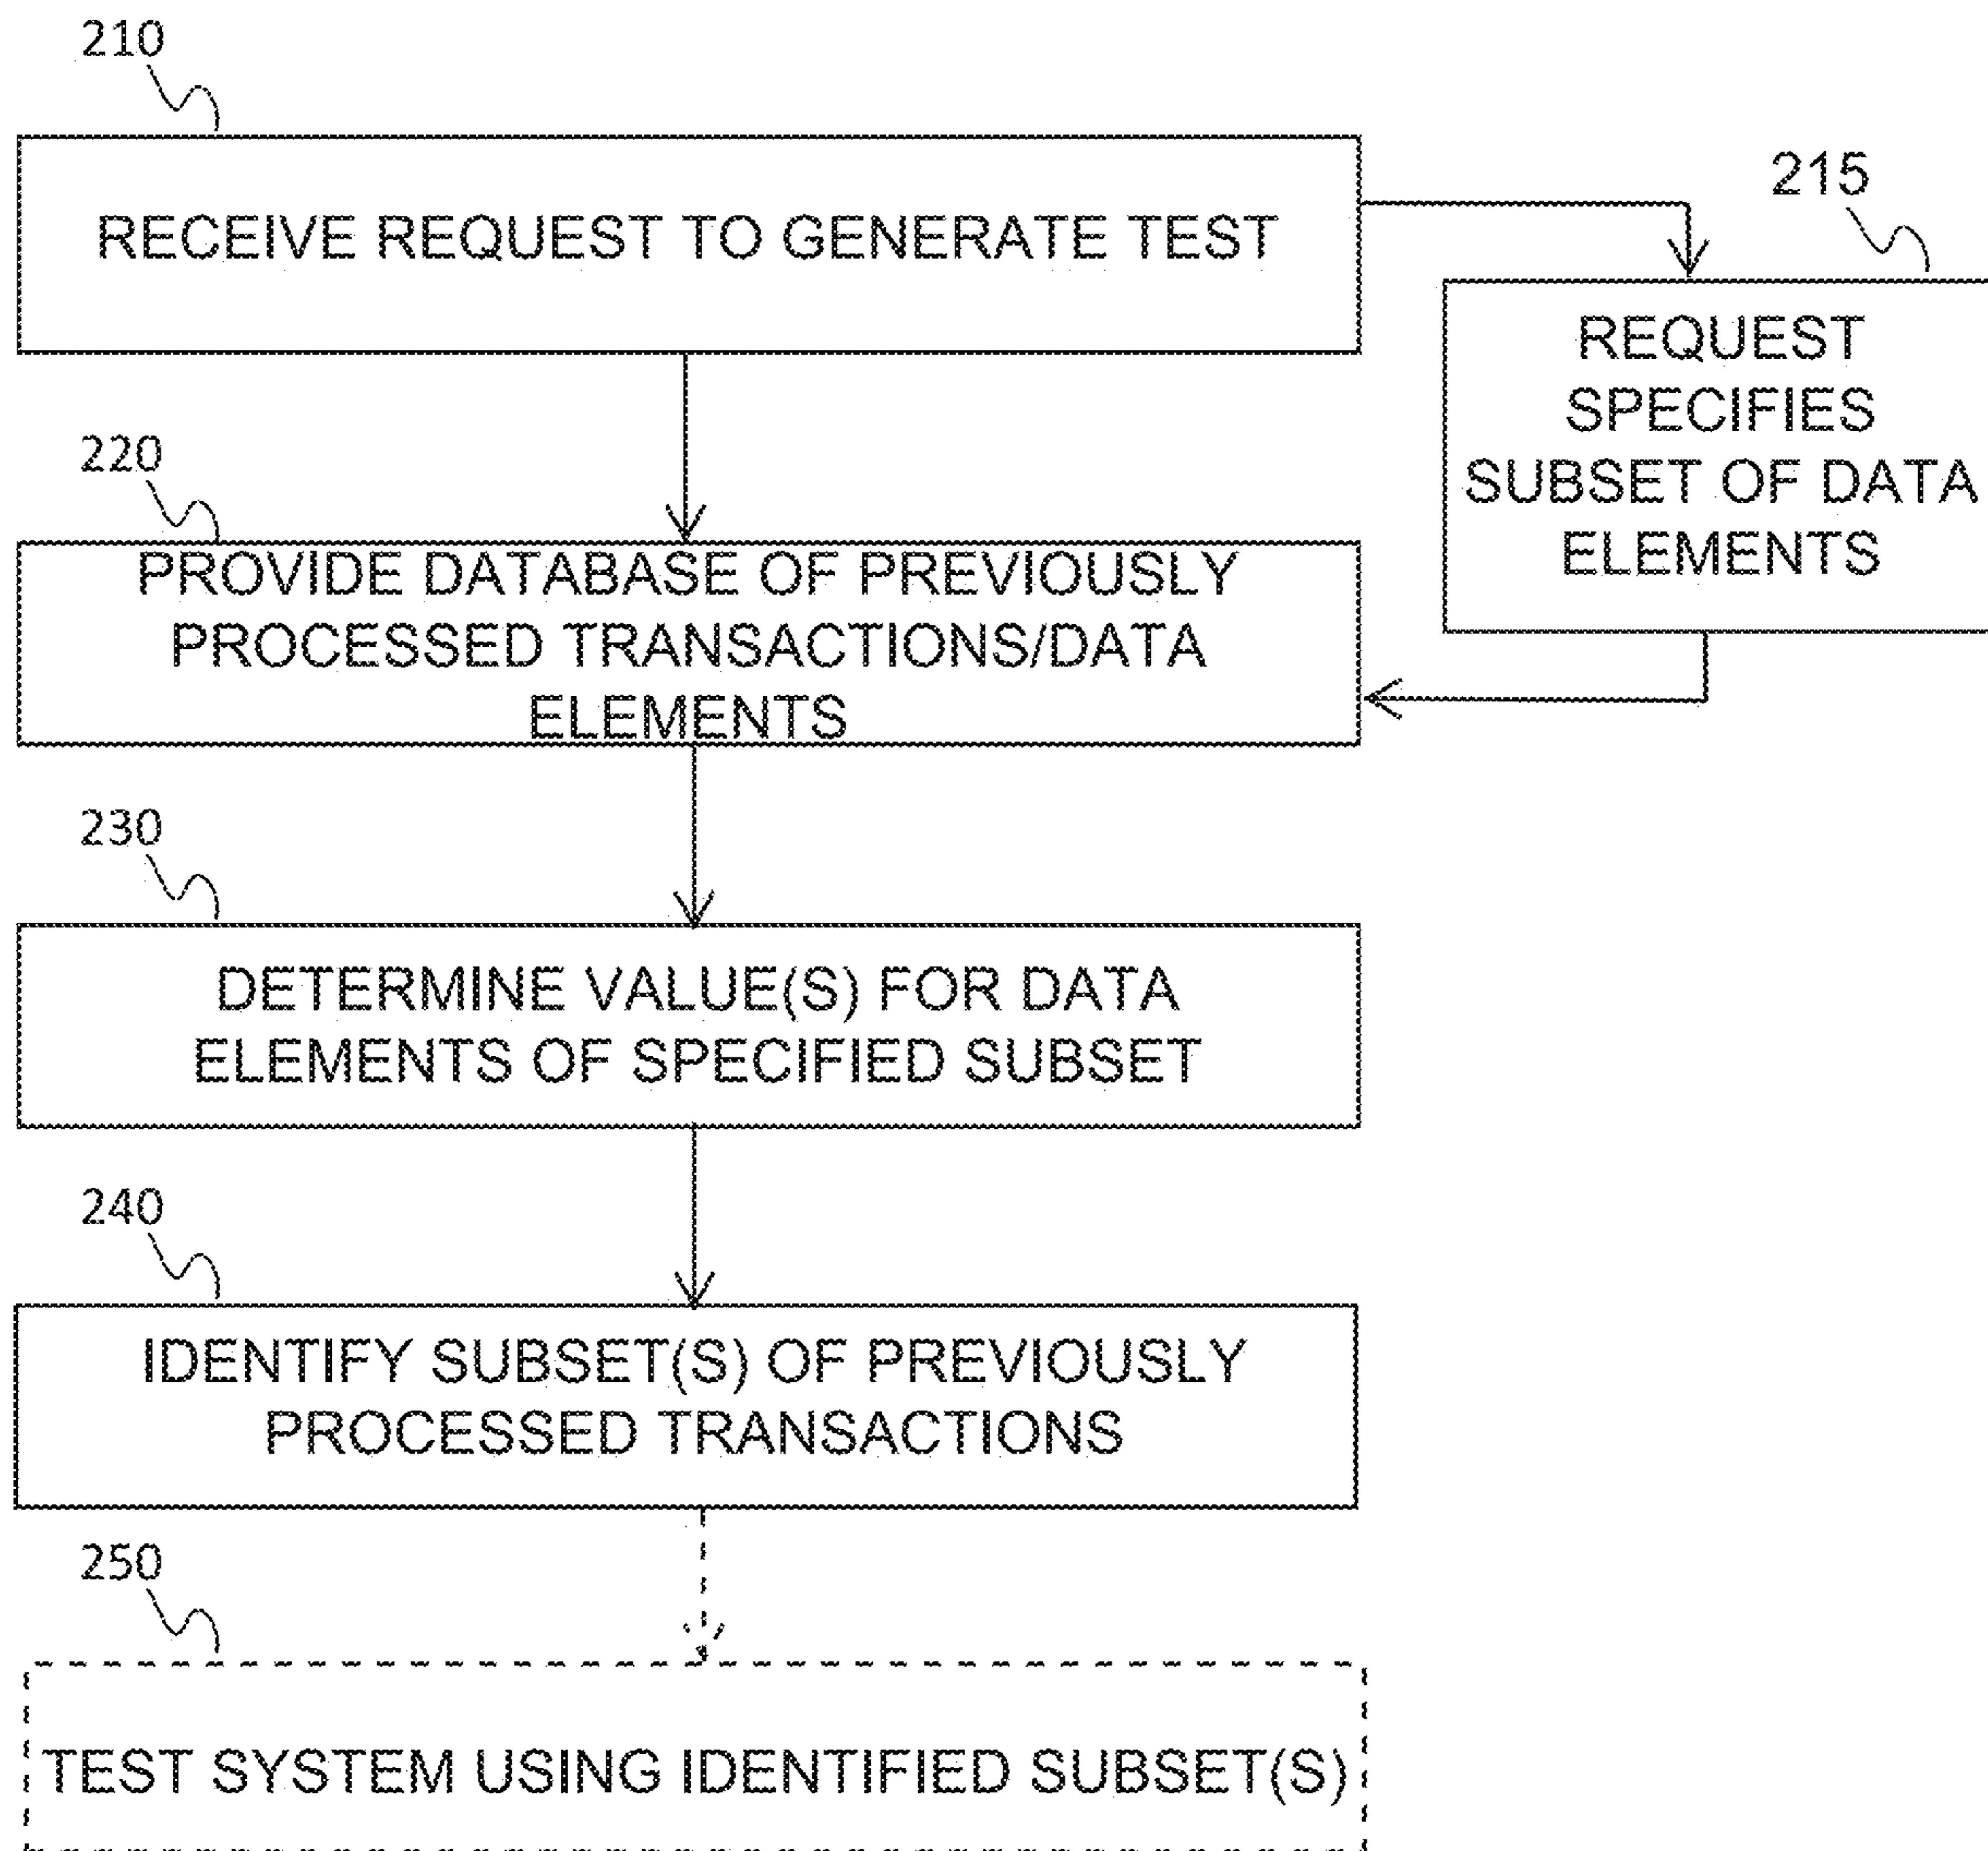 210
RECEIVE REQUEST TO GENERATE TEST
215
REQUEST
SPECIFIES
SUBSET OF DATA
ELEMENTS
220
PROVIDE DATABASE OF PREVIOUSLY
PROCESSED TRANSACTIONS/DATA
ELEMENTS
230
DETERMINE VALUE(S) FOR DATA
ELEMENTS OF SPECIFIED SUBSET
240
IDENTIFY SUBSET(S) OF PREVIOUSLY
PROCESSED TRANSACTIONS
250
TEST SYSTEM USING IDENTIFIED SUBSET(S)